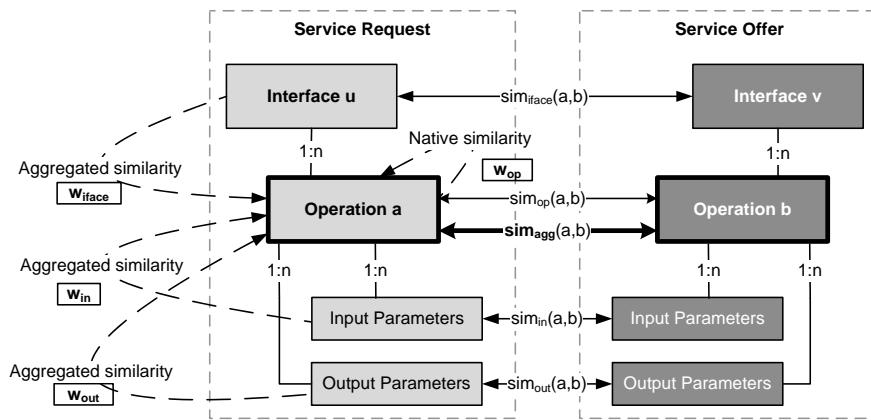 Service Request
Service Offer
Interface u
sim_iface(a,b)
Interface v
1:n
Native similarity
1:n
Aggregated similarity
w_op
w_iface
Operation a
sim_op(a,b)
Operation b
sim_agg(a,b)
Aggregated similarity
1:n
1:n
1:n
1:n
w_in
Input Parameters
sim_in(a,b)
Input Parameters
Aggregated similarity
Output Parameters
sim_out(a,b)
Output Parameters
w_out